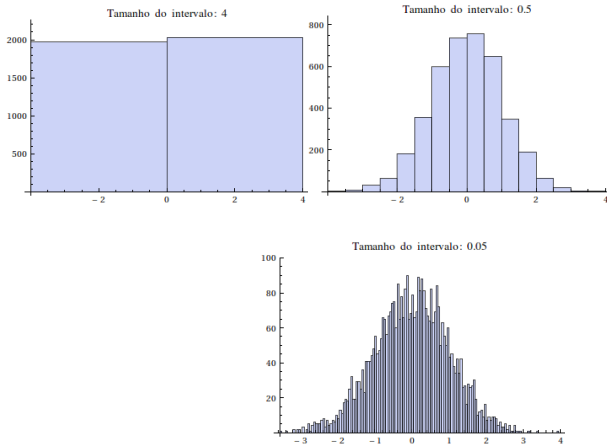 Tamanho do intervalo: 4
2000
1500
1000
500
−2 0 2 4
Tamanho do intervalo: 0.5
800
600
400
200
−2 0 2 4
Tamanho do intervalo: 0.05
100
80
60
40
20
−3 −2 −1 0 1 2 3 4